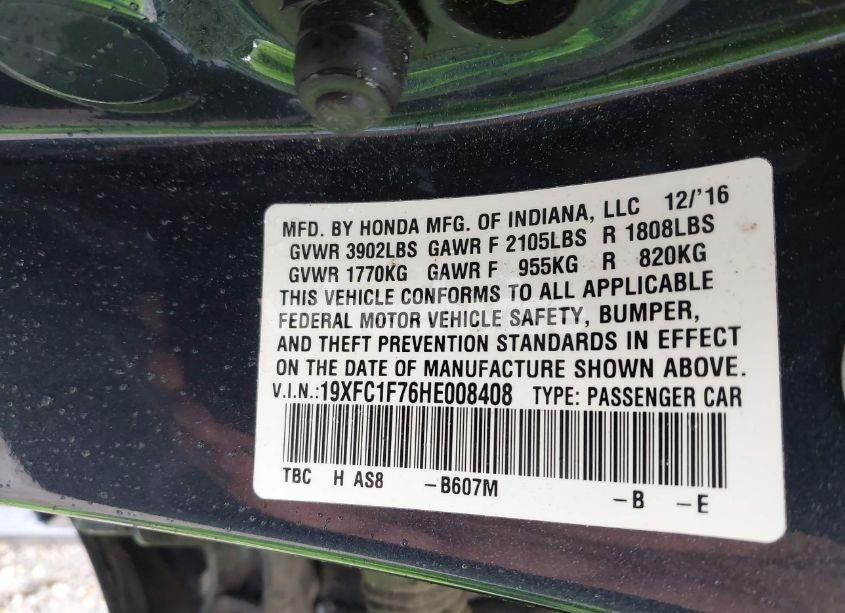 MFD. BY HONDA MFG. OF INDIANA, LLC 12/'16
GVWR 3902LBS GAWR F 2105LBS R 1808LBS
GVWR 1770KG GAWR F 955KG R 820KG
THIS VEHICLE CONFORMS TO ALL APPLICABLE
FEDERAL MOTOR VEHICLE SAFETY, BUMPER,
AND THEFT PREVENTION STANDARDS IN EFFECT
ON THE DATE OF MANUFACTURE SHOWN ABOVE.
V.I.N.:19XFC1F76HE008408 TYPE: PASSENGER CAR
TBC H AS8 -B607M -B -E